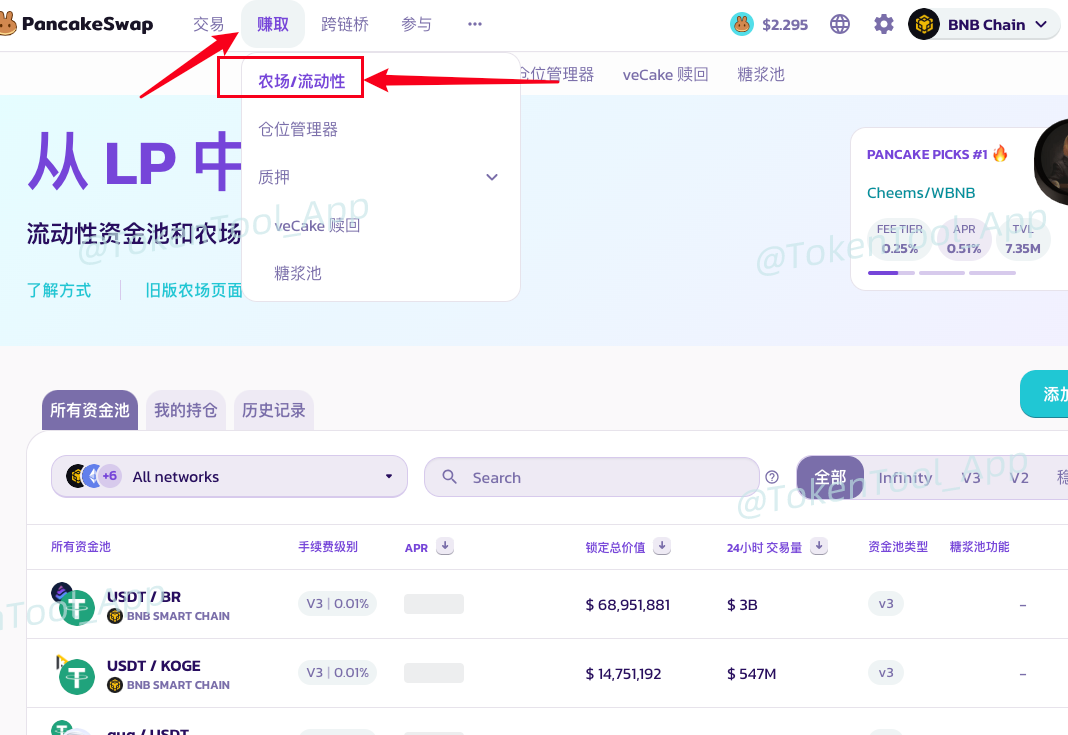 PancakeSwap
交易 赚取 跨链桥 参与 ···
$2.295
BNB Chain
农场/流动性
仓位管理器
质押
veCake 赎回
糖浆池
仓位管理器 veCake 赎回 糖浆池
从 LP 中
流动性资金池和农场
了解方式 旧版农场页面
PANCAKE PICKS #1 🔥
Cheems/WBNB
FEE TIER APR TVL
0.25% 0.51% 7.35M
@TokenTool_App
@TokenTool_App
所有资金池 我的持仓 历史记录
添加
+6 All networks
Search
全部 Infinity V3 V2 稳
@TokenTool_App
所有资金池 手续费级别 APR 锁定总价值 24小时 交易量 资金池类型 糖浆池功能
USDT / BR
BNB SMART CHAIN
V3 | 0.01% $ 68,951,881 $ 3B v3 –
nTool_App
USDT / KOGE
BNB SMART CHAIN
V3 | 0.01% $ 14,751,192 $ 547M v3 –